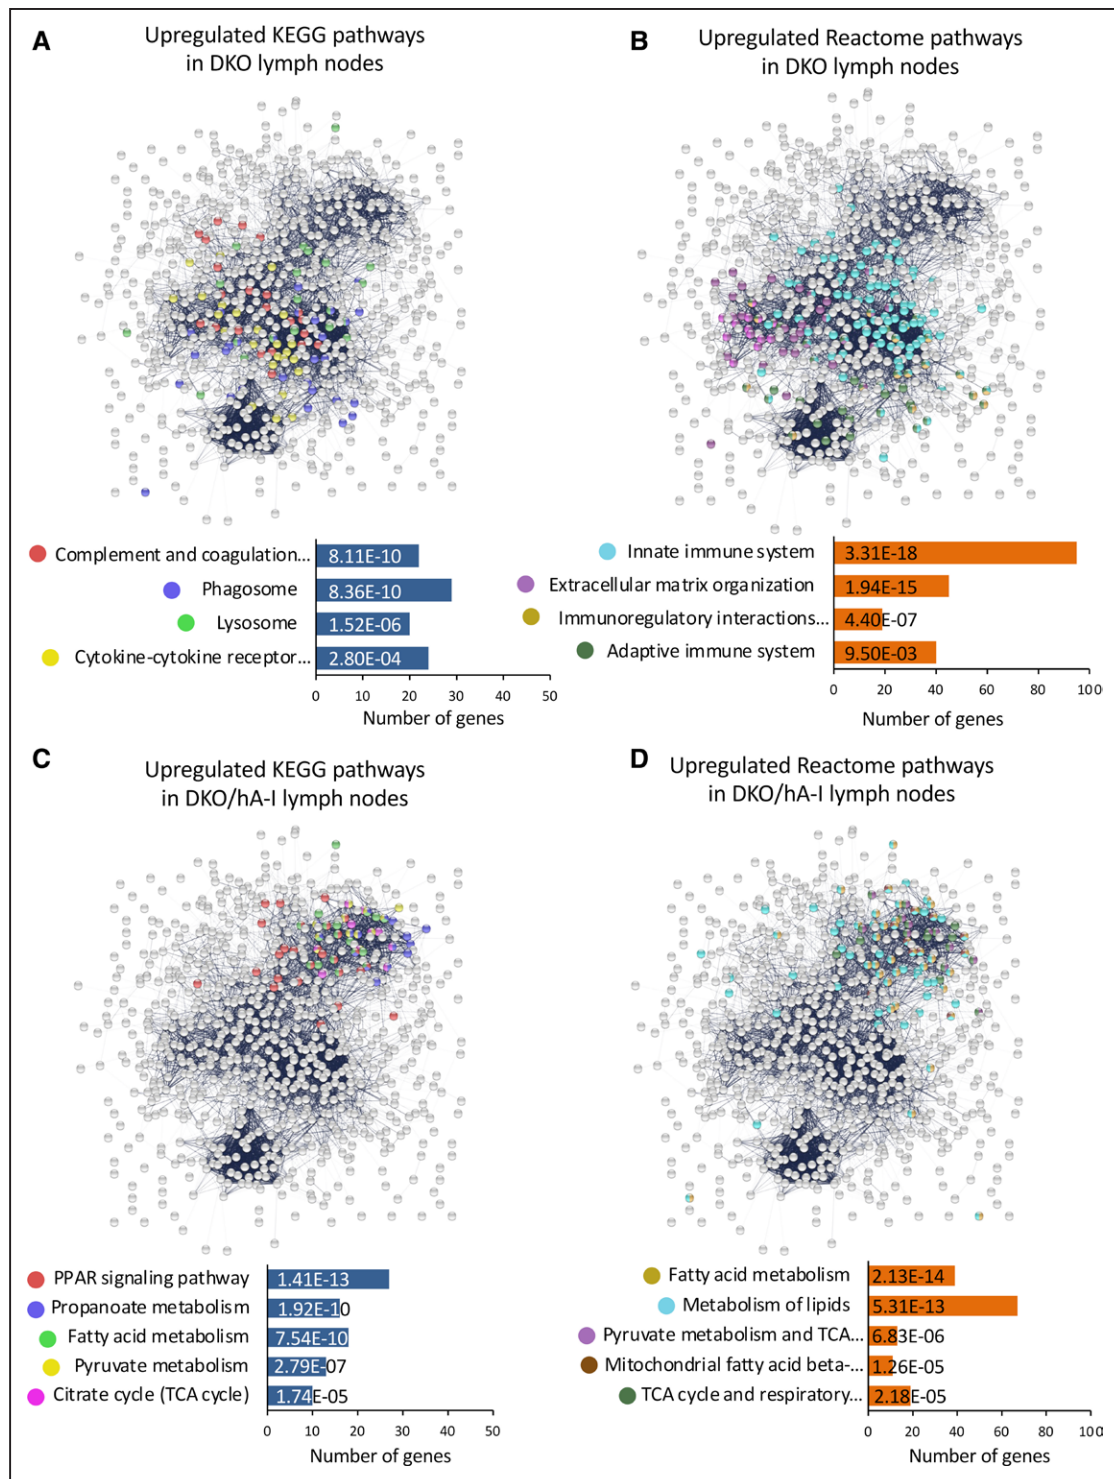 A
Upregulated KEGG pathways
in DKO lymph nodes
B
Upregulated Reactome pathways
in DKO lymph nodes
Complement and coagulation... 8.11E-10
Phagosome 8.36E-10
Lysosome 1.52E-06
Cytokine-cytokine receptor... 2.80E-04
0 10 20 30 40 50
Number of genes
Innate immune system 3.31E-18
Extracellular matrix organization 1.94E-15
Immunoregulatory interactions... 4.40E-07
Adaptive immune system 9.50E-03
0 20 40 60 80 100
Number of genes
C
Upregulated KEGG pathways
in DKO/hA-I lymph nodes
D
Upregulated Reactome pathways
in DKO/hA-I lymph nodes
PPAR signaling pathway 1.41E-13
Propanoate metabolism 1.92E-10
Fatty acid metabolism 7.54E-10
Pyruvate metabolism 2.79E-07
Citrate cycle (TCA cycle) 1.74E-05
0 10 20 30 40 50
Number of genes
Fatty acid metabolism 2.13E-14
Metabolism of lipids 5.31E-13
Pyruvate metabolism and TCA... 6.83E-06
Mitochondrial fatty acid beta-... 1.26E-05
TCA cycle and respiratory... 2.18E-05
0 20 40 60 80 100
Number of genes